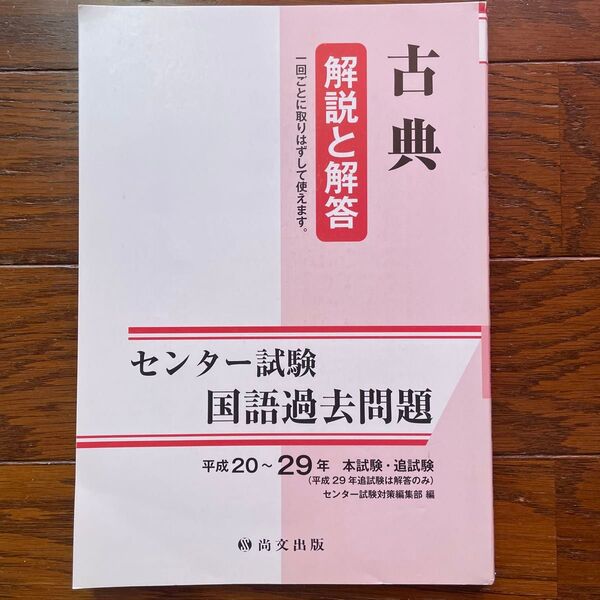 古典
解説と解答
一回ごとに取りはずして使えます。
センター試験
国語過去問題
平成20〜29年 本試験・追試験
(平成29年追試験は解答のみ)
センター試験対策編集部 編
尚文出版